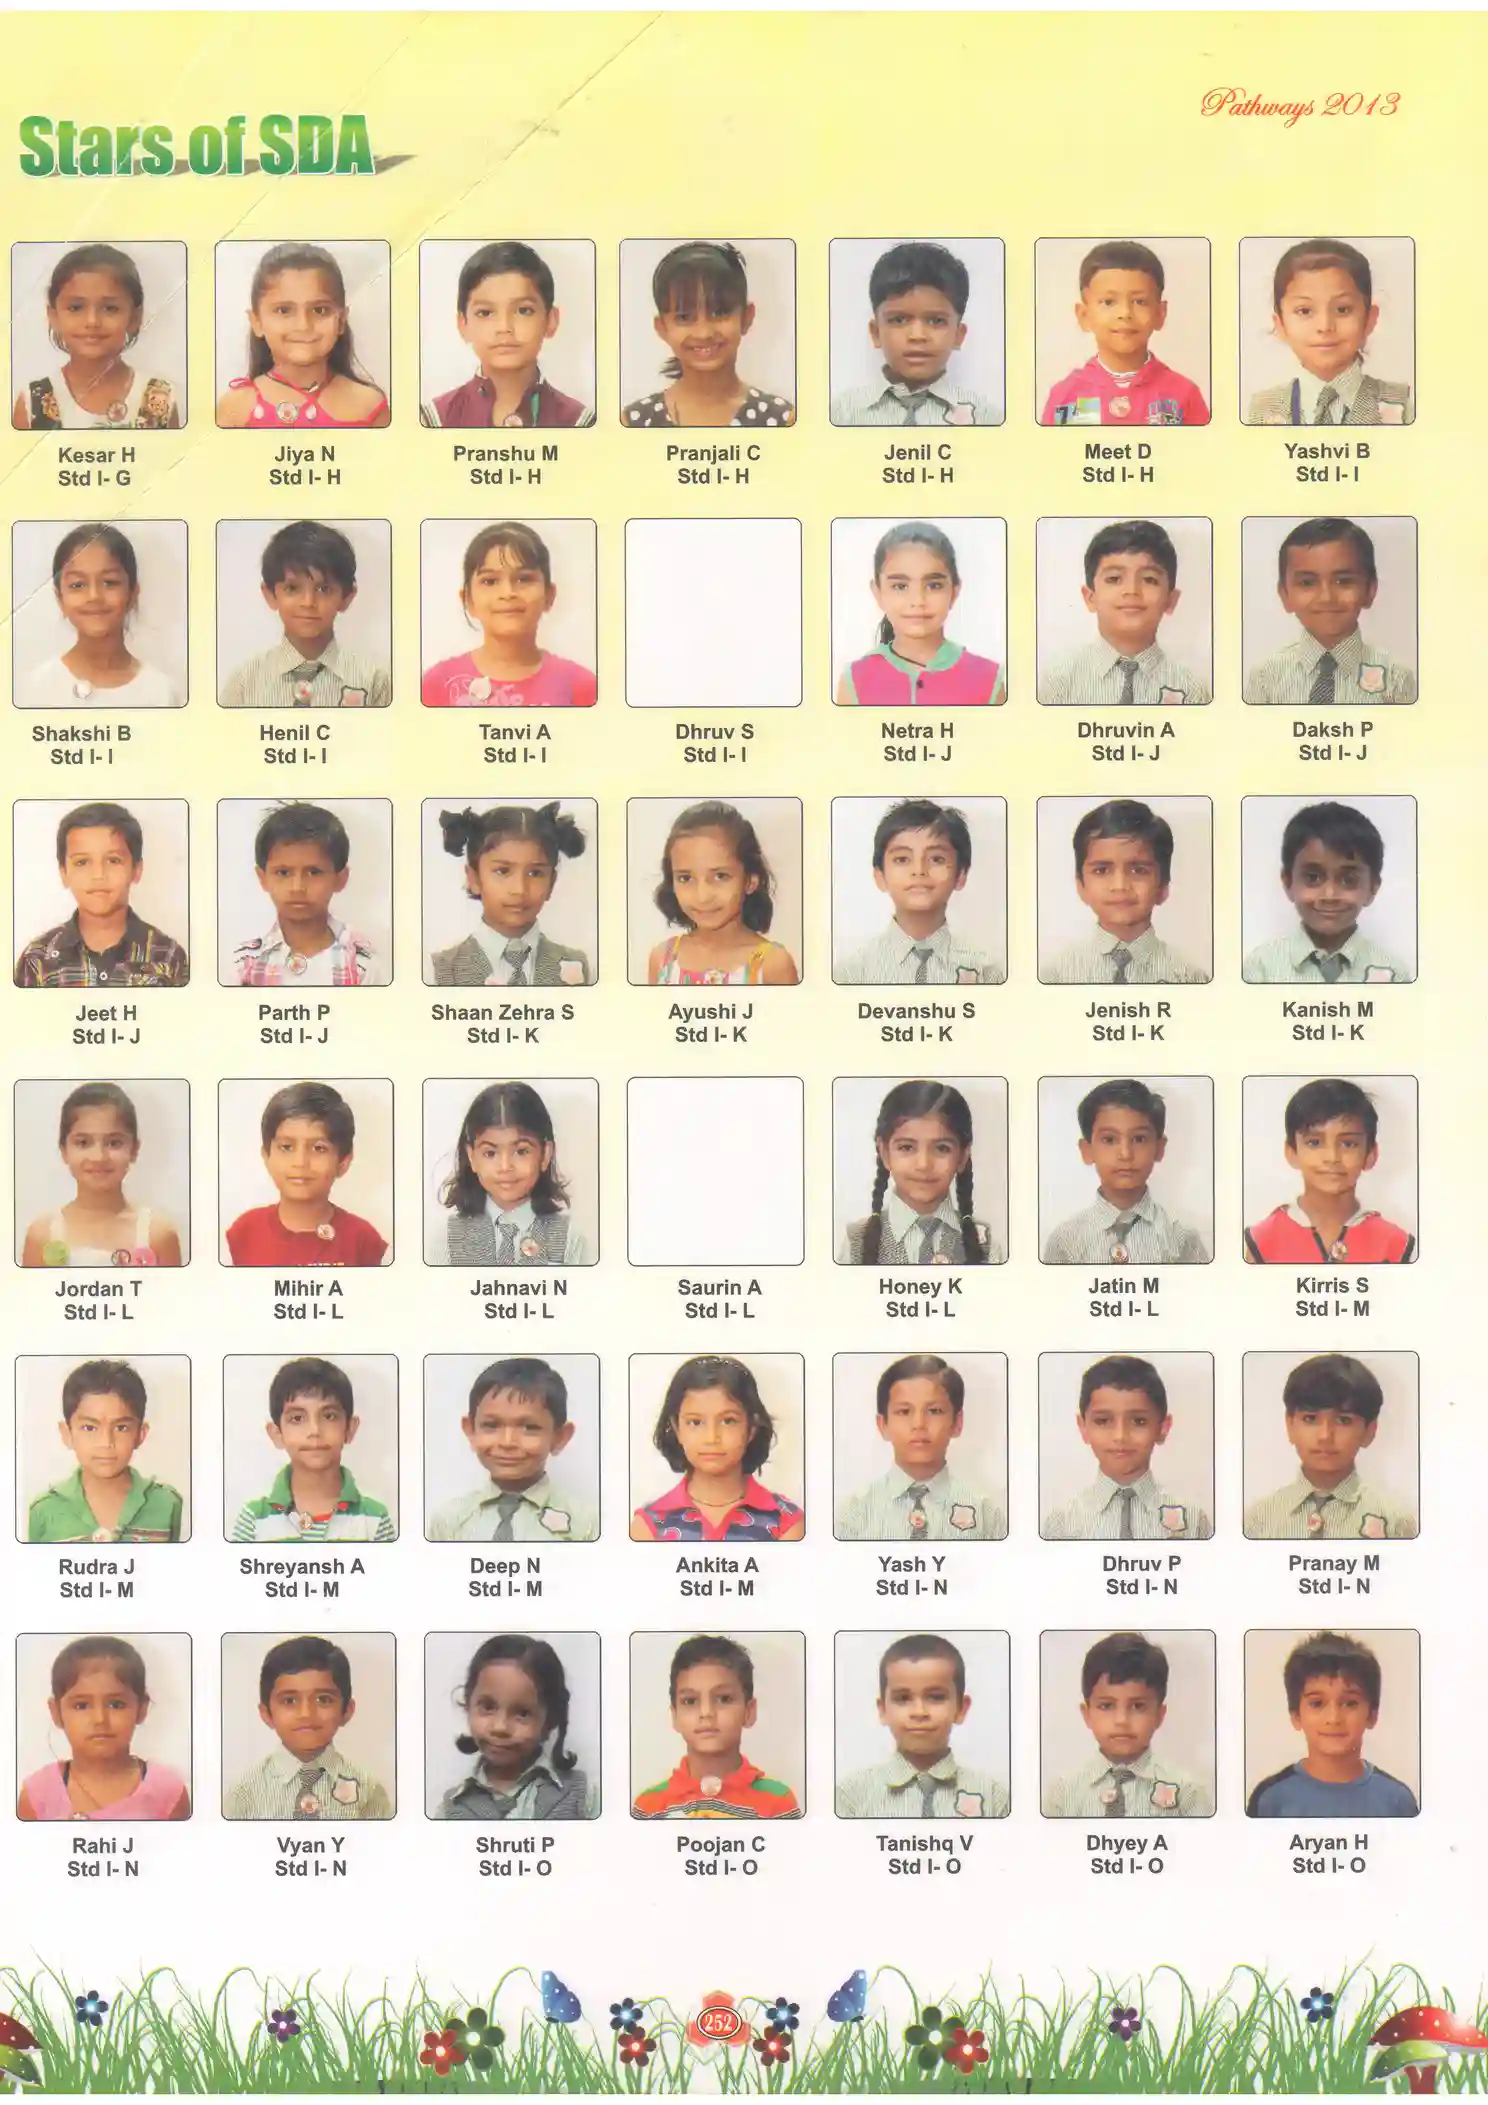 Pathways 2013
Stars of SDA
Kesar H
Std I- G
Jiya N
Std I- H
Pranshu M
Std I- H
Pranjali C
Std I- H
Jenil C
Std I- H
Meet D
Std I- H
Yashvi B
Std I- I
Shakshi B
Std I- I
Henil C
Std I- I
Tanvi A
Std I- I
Dhruv S
Std I- I
Netra H
Std I- J
Dhruvin A
Std I- J
Daksh P
Std I- J
Jeet H
Std I- J
Parth P
Std I- J
Shaan Zehra S
Std I- K
Ayushi J
Std I- K
Devanshu S
Std I- K
Jenish R
Std I- K
Kanish M
Std I- K
Jordan T
Std I- L
Mihir A
Std I- L
Jahnavi N
Std I- L
Saurin A
Std I- L
Honey K
Std I- L
Jatin M
Std I- L
Kirris S
Std I- M
Rudra J
Std I- M
Shreyansh A
Std I- M
Deep N
Std I- M
Ankita A
Std I- M
Yash Y
Std I- N
Dhruv P
Std I- N
Pranay M
Std I- N
Rahi J
Std I- N
Vyan Y
Std I- N
Shruti P
Std I- O
Poojan C
Std I- O
Tanishq V
Std I- O
Dhyey A
Std I- O
Aryan H
Std I- O
252